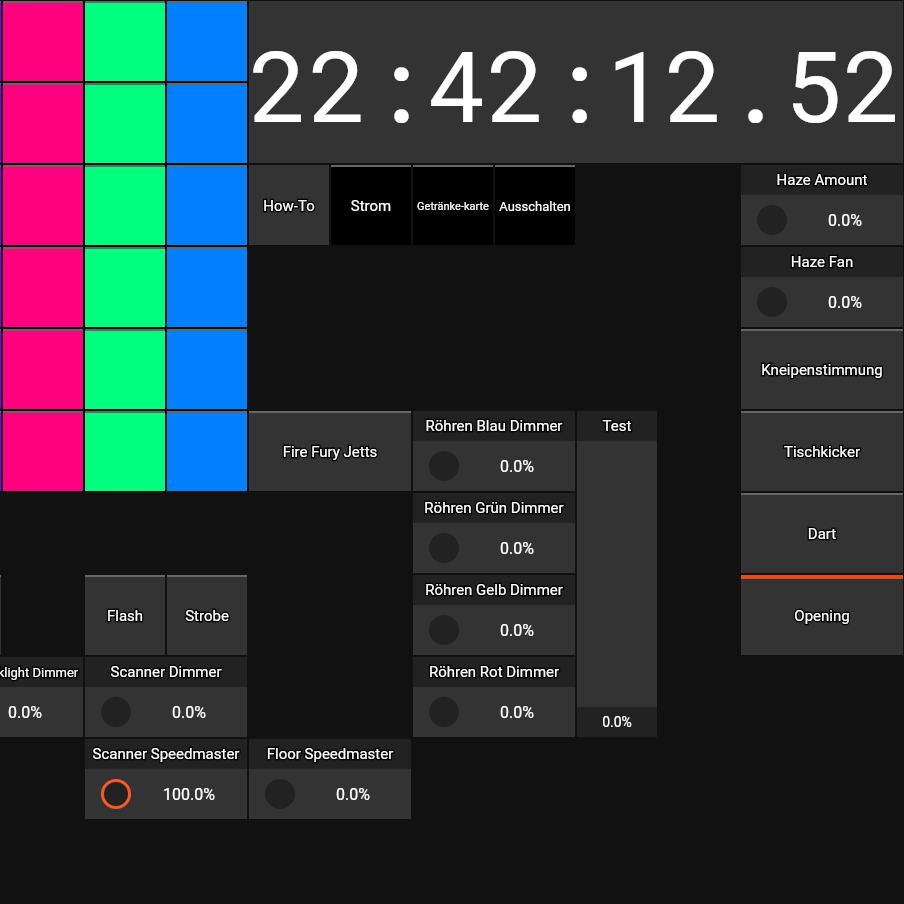 22:42:12.52
How-To
Strom
Getränke-karte
Ausschalten
Haze Amount
0.0%
Haze Fan
0.0%
Kneipenstimmung
Fire Fury Jetts
Röhren Blau Dimmer
0.0%
Test
Tischkicker
Röhren Grün Dimmer
0.0%
Dart
Flash
Strobe
Röhren Gelb Dimmer
0.0%
Opening
klight Dimmer
0.0%
Scanner Dimmer
0.0%
Röhren Rot Dimmer
0.0%
0.0%
Scanner Speedmaster
100.0%
Floor Speedmaster
0.0%